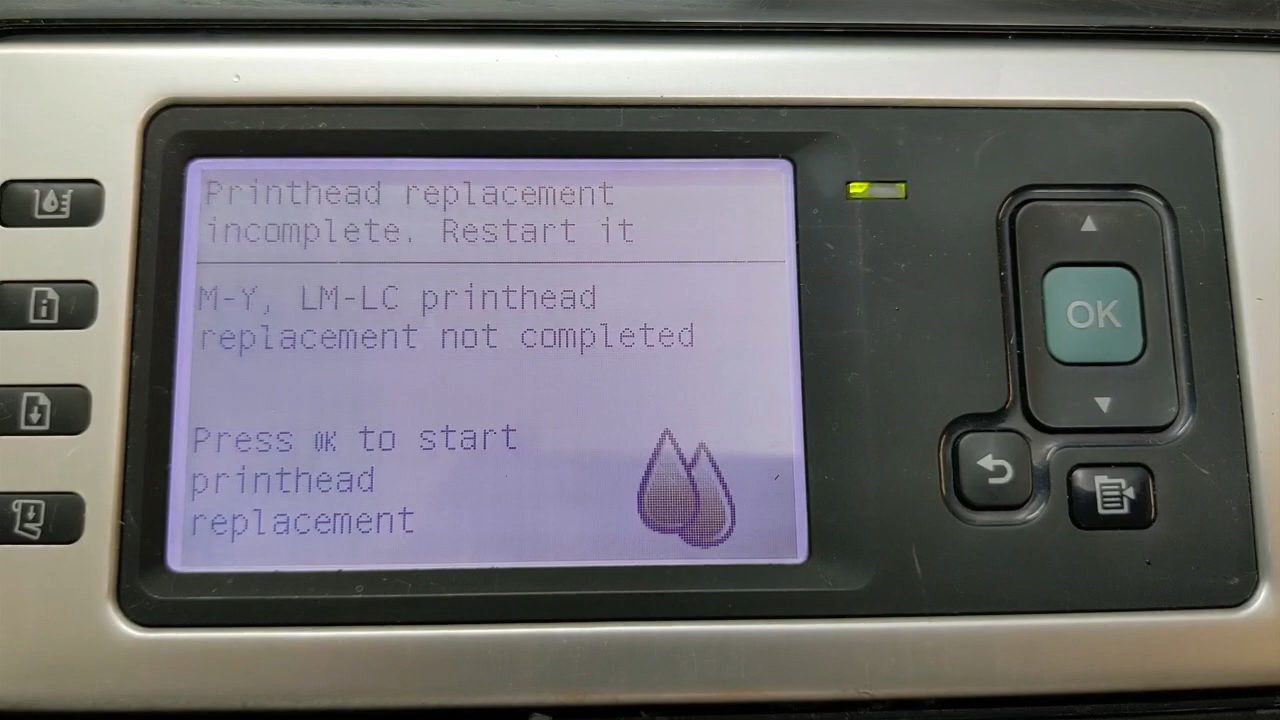 Printhead replacement
incomplete. Restart it
M-Y, LM-LC printhead
replacement not completed
Press OK to start
printhead
replacement
OK